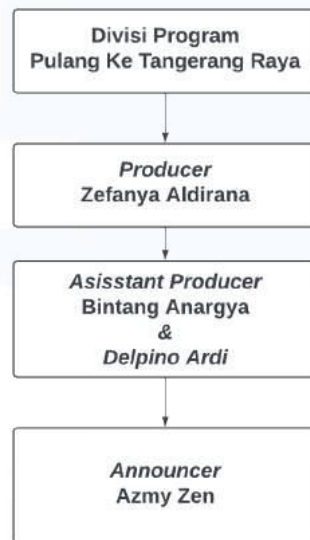 Divisi Program
Pulang Ke Tangerang Raya
Producer
Zefanya Aldirana
Asisstant Producer
Bintang Anargya
&
Delpino Ardi
Announcer
Azmy Zen